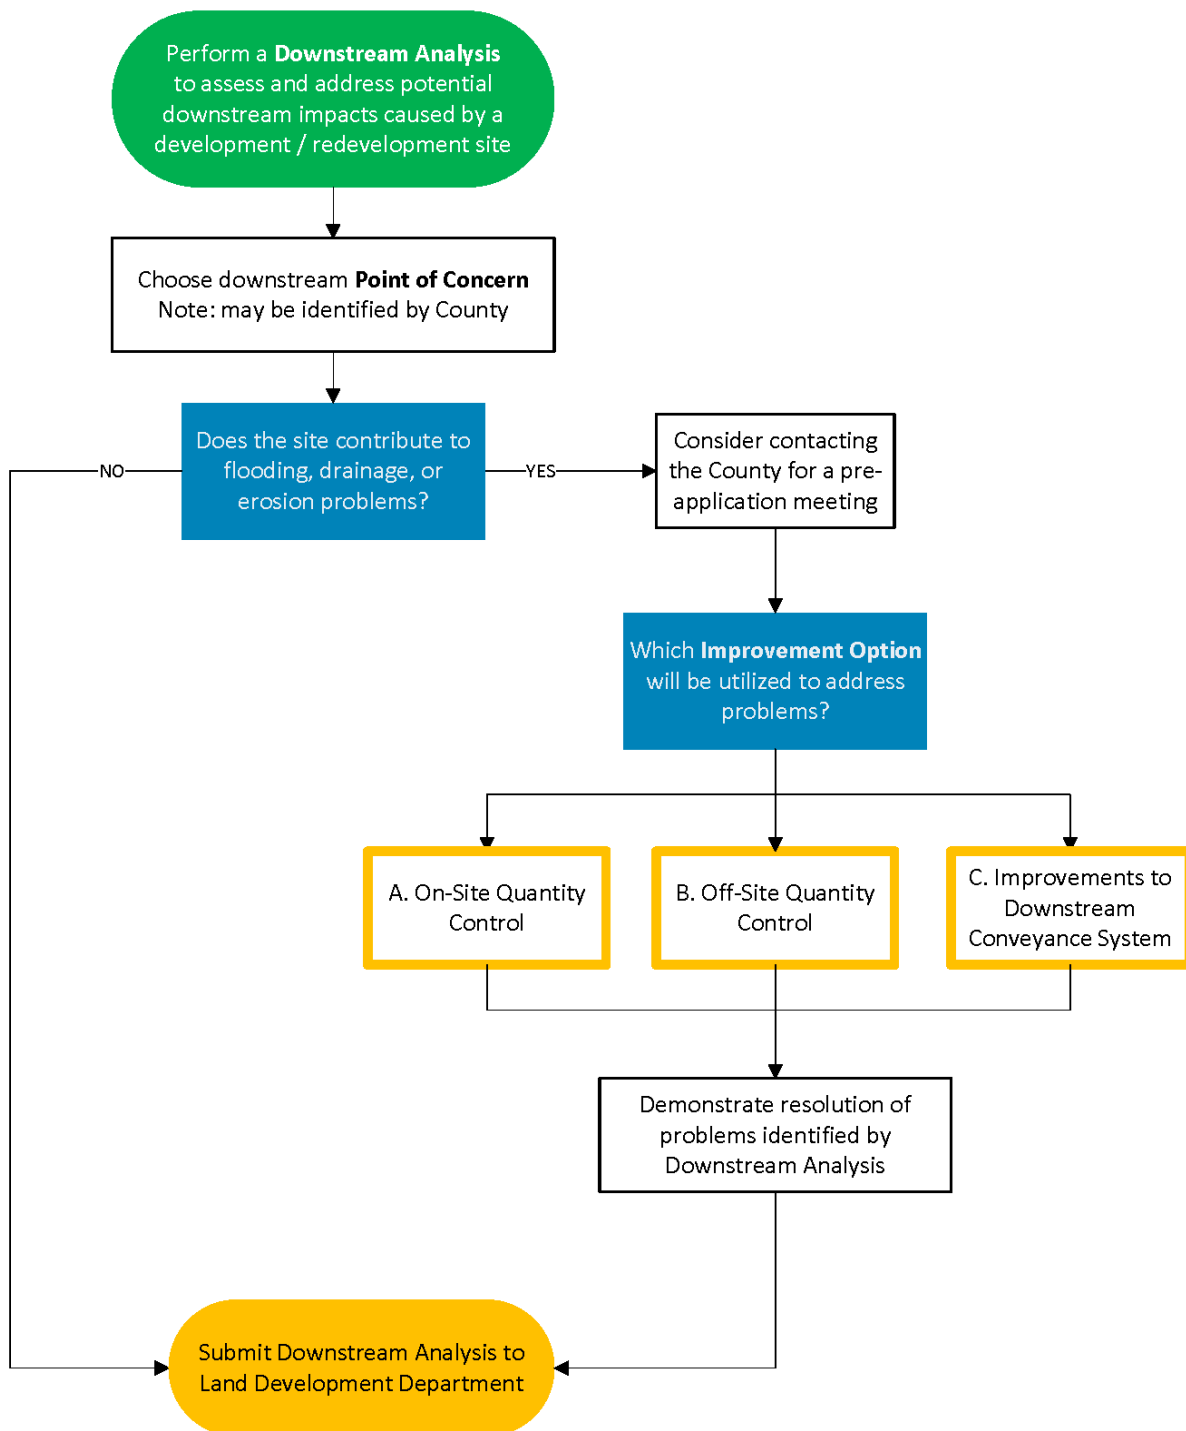 Perform a Downstream Analysis
to assess and address potential
downstream impacts caused by a
development / redevelopment site
Choose downstream Point of Concern
Note: may be identified by County
Does the site contribute to
flooding, drainage, or
erosion problems?
NO
YES
Consider contacting
the County for a pre-
application meeting
Which Improvement Option
will be utilized to address
problems?
A. On-Site Quantity
Control
B. Off-Site Quantity
Control
C. Improvements to
Downstream
Conveyance System
Demonstrate resolution of
problems identified by
Downstream Analysis
Submit Downstream Analysis to
Land Development Department